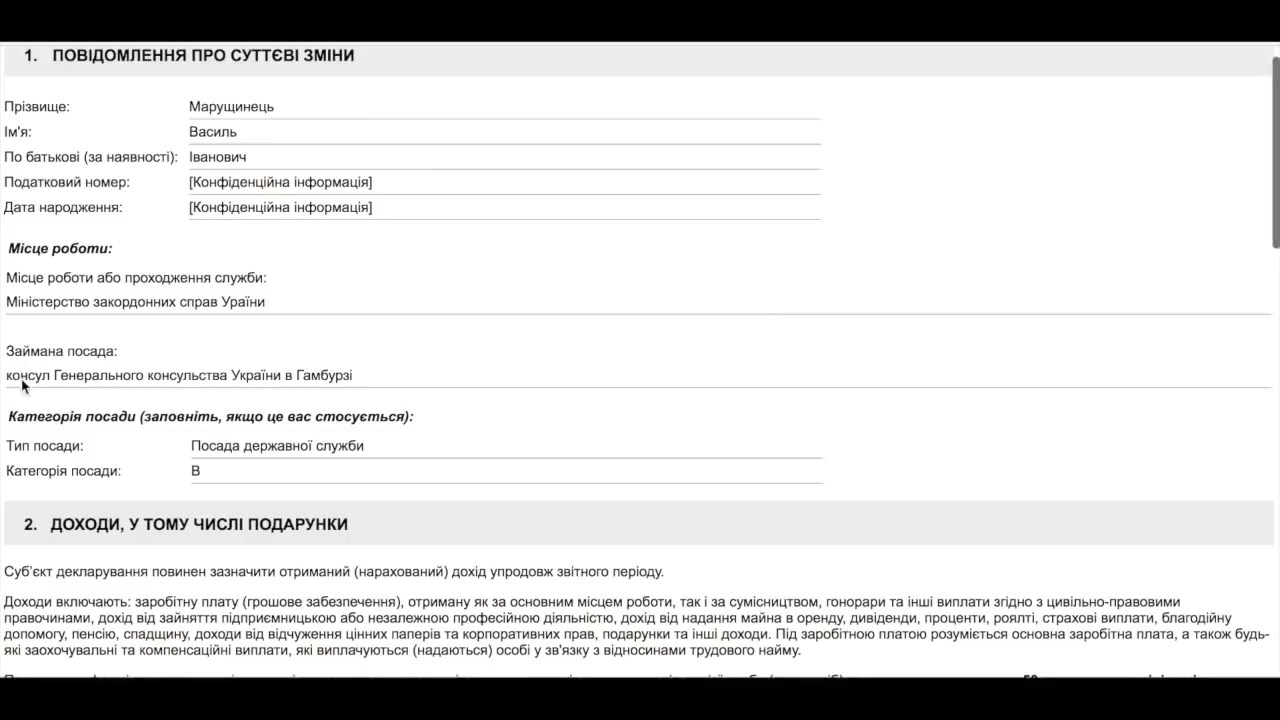 1. ПОВІДОМЛЕННЯ ПРО СУТТЄВІ ЗМІНИ
Прізвище: Марущинець
Ім'я: Василь
По батькові (за наявності): Іванович
Податковий номер: [Конфіденційна інформація]
Дата народження: [Конфіденційна інформація]
Місце роботи:
Місце роботи або проходження служби:
Міністерство закордонних справ Ураїни
Займана посада:
консул Генерального консульства України в Гамбурзі
Категорія посади (заповніть, якщо це вас стосується):
Тип посади: Посада державної служби
Категорія посади: В
2. ДОХОДИ, У ТОМУ ЧИСЛІ ПОДАРУНКИ
Суб'єкт декларування повинен зазначити отриманий (нарахований) дохід упродовж звітного періоду.
Доходи включають: заробітну плату (грошове забезпечення), отриману як за основним місцем роботи, так і за сумісництвом, гонорари та інші виплати згідно з цивільно-правовими
правочинами, дохід від зайняття підприємницькою або незалежною професійною діяльністю, дохід від надання майна в оренду, дивіденди, проценти, роялті, страхові виплати, благодійну
допомогу, пенсію, спадщину, доходи від відчуження цінних паперів та корпоративних прав, подарунки та інші доходи. Під заробітною платою розуміється основна заробітна плата, а також будь-
які заохочувальні та компенсаційні виплати, які виплачуються (надаються) особі у зв'язку з відносинами трудового найму.